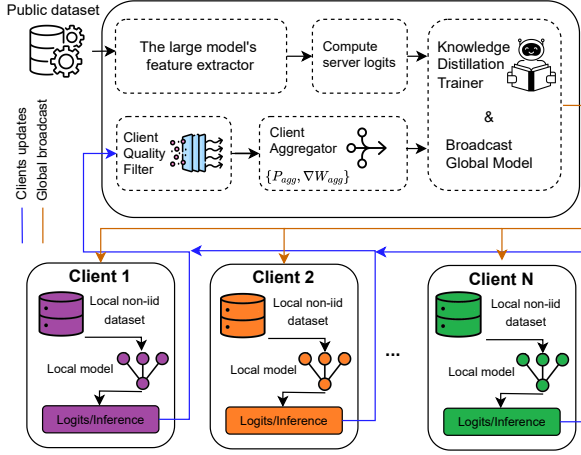 Public dataset
The large model's
feature extractor
Compute
server logits
Knowledge
Distillation
Trainer
&
Broadcast
Global Model
Client
Quality
Filter
Client
Aggregator
{P_agg, ∇W_agg}
Clients updates
Global broadcast
Client 1
Local non-iid
dataset
Local model
Logits/Inference
Client 2
Local non-iid
dataset
Local model
Logits/Inference
...
Client N
Local non-iid
dataset
Local model
Logits/Inference